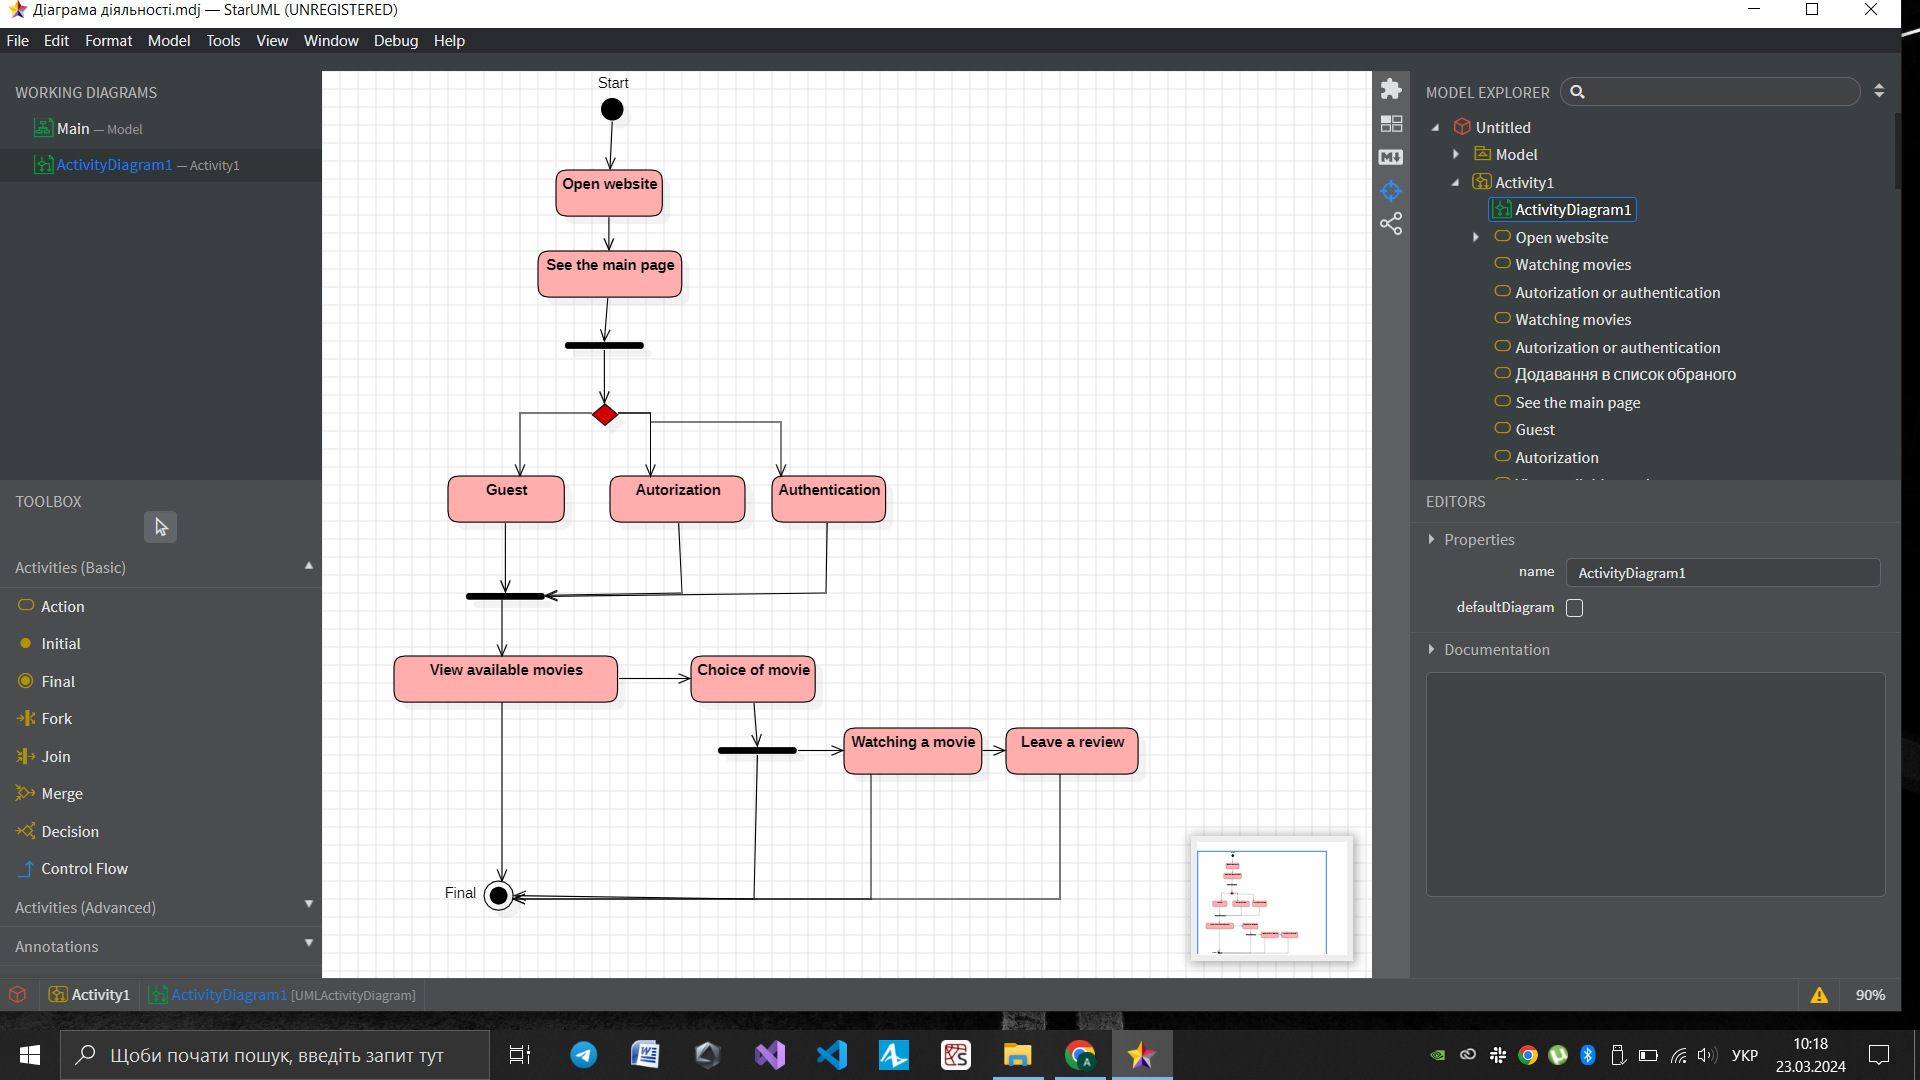 Діаграма діяльності.mdj — StarUML (UNREGISTERED)
File Edit Format Model Tools View Window Debug Help
WORKING DIAGRAMS
Main — Model
ActivityDiagram1 — Activity1
TOOLBOX
Activities (Basic)
Action
Initial
Final
Fork
Join
Merge
Decision
Control Flow
Activities (Advanced)
Annotations
Start
Open website
See the main page
Guest
Autorization
Authentication
View available movies
Choice of movie
Watching a movie
Leave a review
Final
MODEL EXPLORER
Untitled
Model
Activity1
ActivityDiagram1
Open website
Watching movies
Autorization or authentication
Watching movies
Autorization or authentication
Додавання в список обраного
See the main page
Guest
Autorization
EDITORS
Properties
name ActivityDiagram1
defaultDiagram
Documentation
Activity1 ActivityDiagram1 [UMLActivityDiagram]
90%
Щоби почати пошук, введіть запит тут
УКР
10:18
23.03.2024